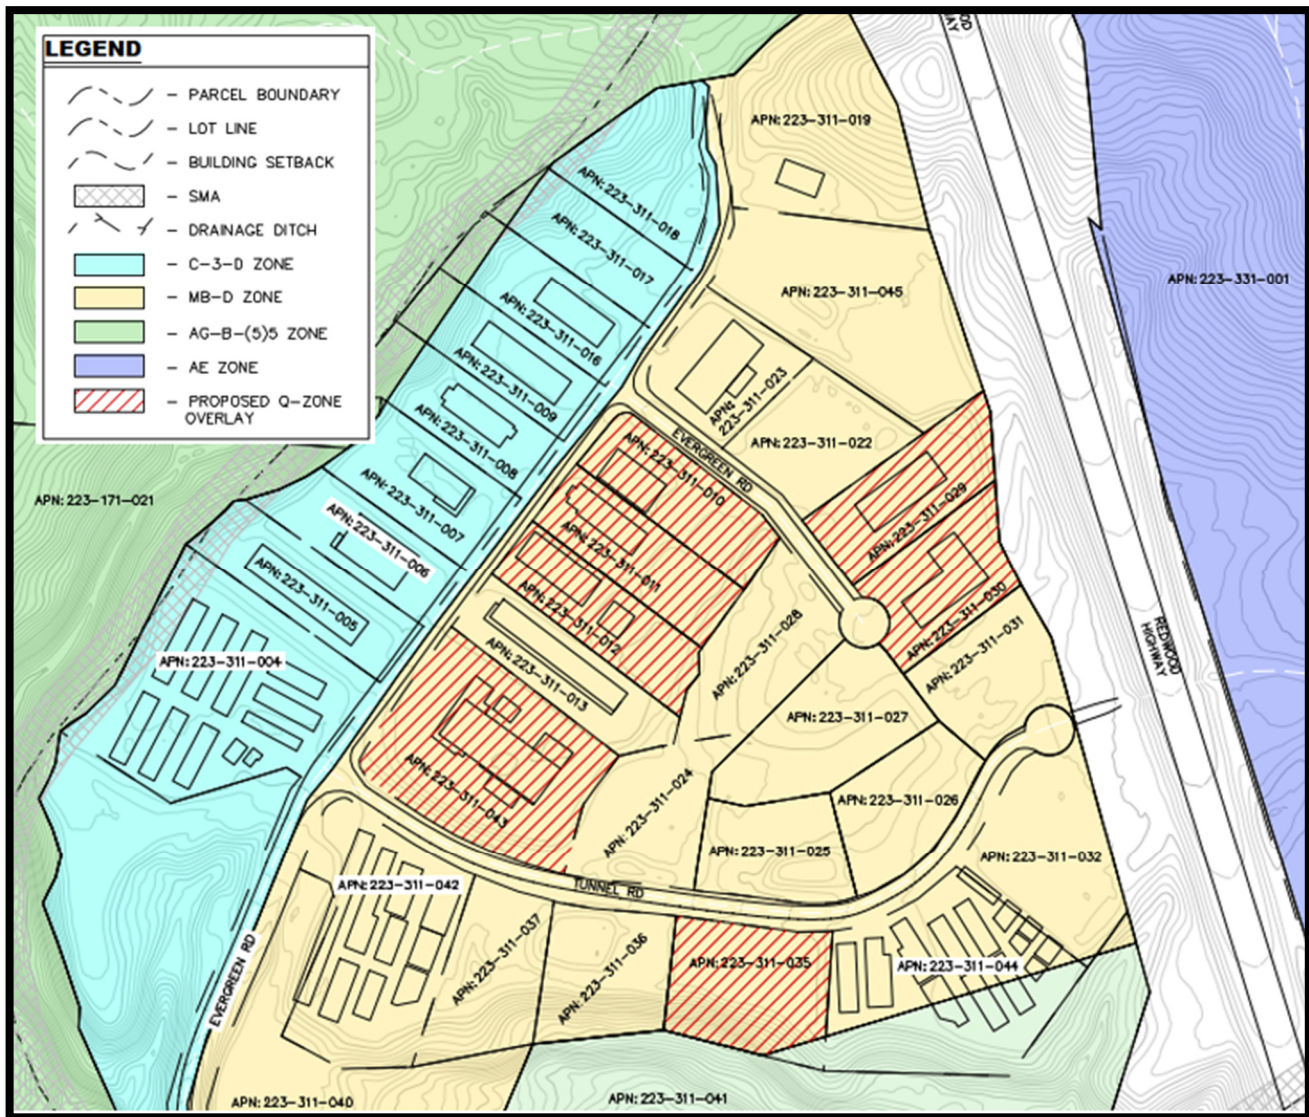 LEGEND
- PARCEL BOUNDARY
- LOT LINE
- BUILDING SETBACK
- SMA
- DRAINAGE DITCH
- C-3-D ZONE
- MB-D ZONE
- AG-B-(5)5 ZONE
- AE ZONE
- PROPOSED Q-ZONE
OVERLAY
APN: 223-311-019
APN: 223-311-018
APN: 223-311-017
APN: 223-331-001
APN: 223-311-045
APN: 223-311-016
APN: 223-311-009
APN:
223-311-023
APN: 223-311-008
APN: 223-311-022
EVERGREEN RD
APN: 223-311-010
APN: 223-311-007
APN: 223-171-021
APN: 223-311-029
APN: 223-311-006
APN: 223-311-011
APN: 223-311-005
APN: 223-311-012
APN: 223-311-030
APN: 223-311-028
APN: 223-311-031
REDWOOD
HIGHWAY
APN: 223-311-004
APN: 223-311-013
APN: 223-311-027
APN: 223-311-043
APN: 223-311-024
APN: 223-311-026
APN: 223-311-025
APN: 223-311-032
APN: 223-311-042
TUNNEL RD
APN: 223-311-037
APN: 223-311-036
APN: 223-311-035
APN: 223-311-044
EVERGREEN RD
APN: 223-311-040
APN: 223-311-041